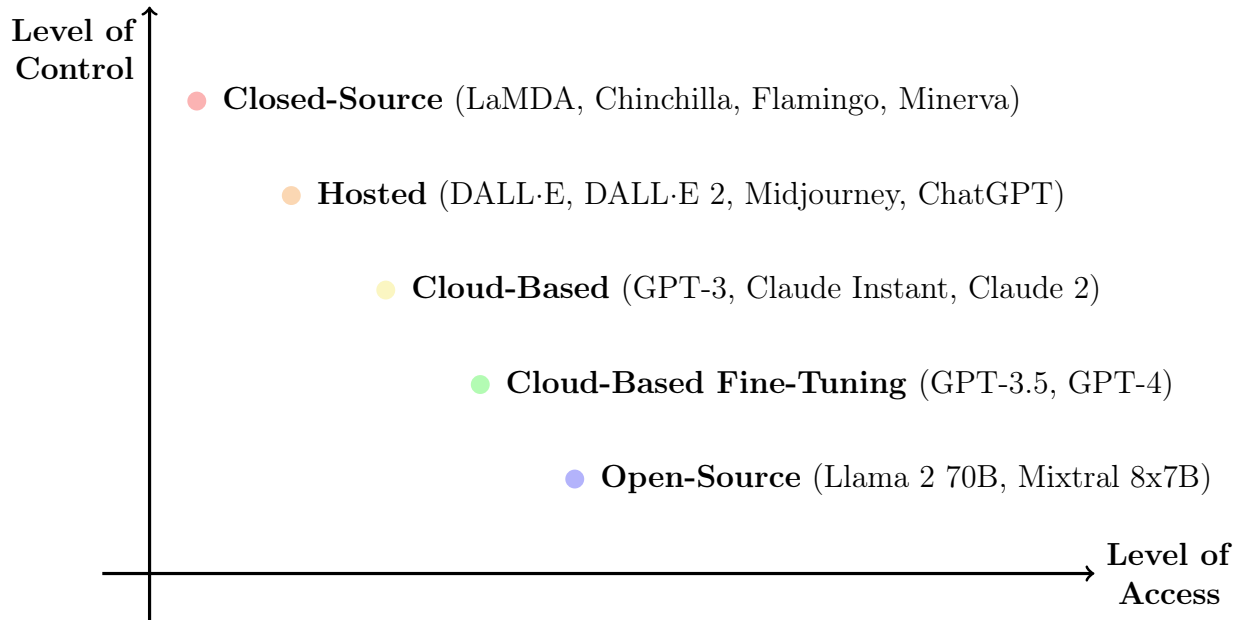 Level of
Control
Closed-Source (LaMDA, Chinchilla, Flamingo, Minerva)
Hosted (DALL·E, DALL·E 2, Midjourney, ChatGPT)
Cloud-Based (GPT-3, Claude Instant, Claude 2)
Cloud-Based Fine-Tuning (GPT-3.5, GPT-4)
Open-Source (Llama 2 70B, Mixtral 8x7B)
Level of
Access